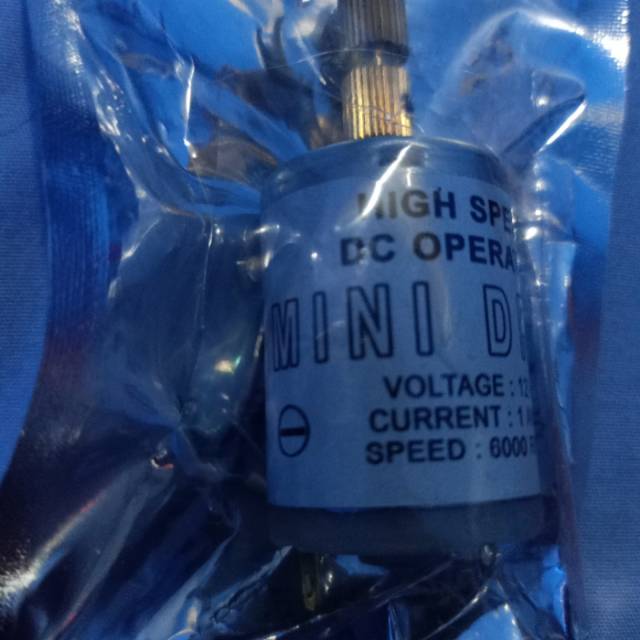 HIGH SPE
DC OPERA
MINI D
VOLTAGE : 12
CURRENT : 1
SPEED : 6000